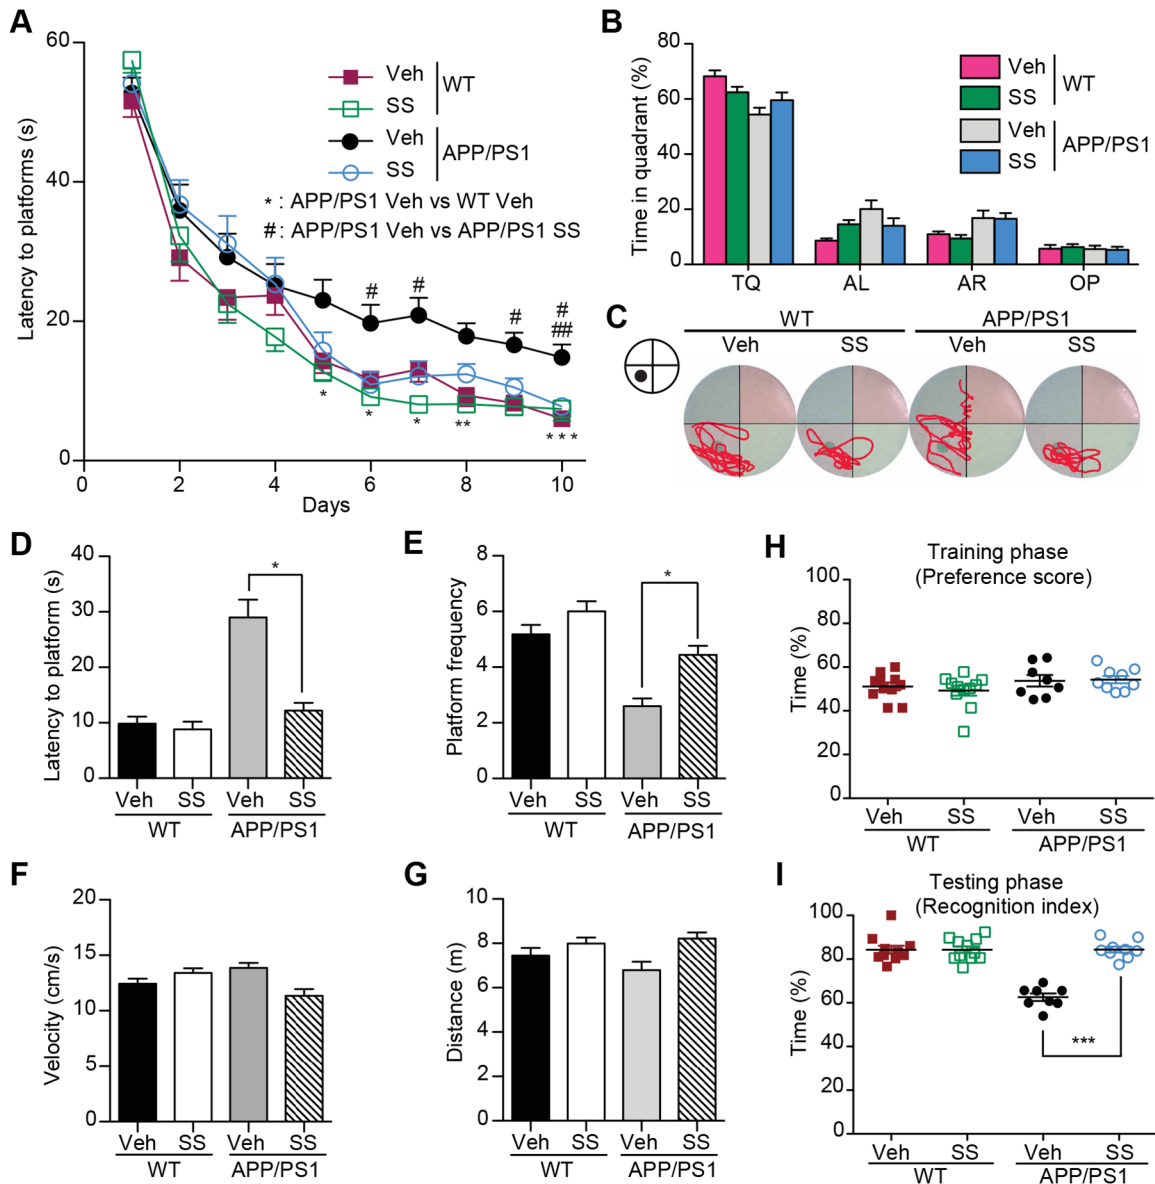 A
Latency to platforms (s)
60
40
20
0
0 2 4 6 8 10
Days
Veh
SS
WT
Veh
SS
APP/PS1
* : APP/PS1 Veh vs WT Veh
# : APP/PS1 Veh vs APP/PS1 SS
# # # #
##
* * * ** ***
B
Time in quadrant (%)
80
60
40
20
0
TQ AL AR OP
Veh
SS
WT
Veh
SS
APP/PS1
C
WT APP/PS1
Veh SS Veh SS
D
Latency to platform (s)
40
30
20
10
0
*
Veh SS Veh SS
WT APP/PS1
E
Platform frequency
8
6
4
2
0
*
Veh SS Veh SS
WT APP/PS1
H
Training phase
(Preference score)
Time (%)
100
80
60
40
20
0
Veh SS Veh SS
WT APP/PS1
F
Velocity (cm/s)
20
15
10
5
0
Veh SS Veh SS
WT APP/PS1
G
Distance (m)
10
8
6
4
2
0
Veh SS Veh SS
WT APP/PS1
I
Testing phase
(Recognition index)
Time (%)
100
80
60
40
20
0
***
Veh SS Veh SS
WT APP/PS1